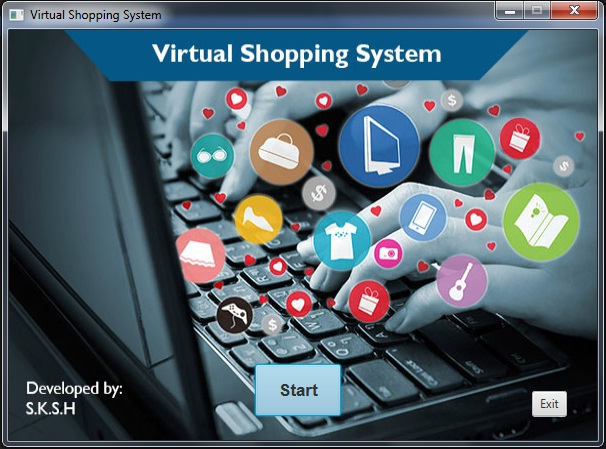 Virtual Shopping System
Virtual Shopping System
Developed by:
S.K.S.H
Start
Exit